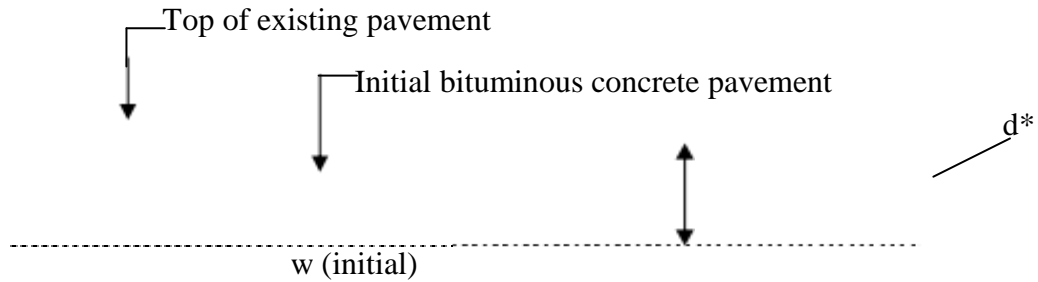 Top of existing pavement
Initial bituminous concrete pavement
d*
w (initial)